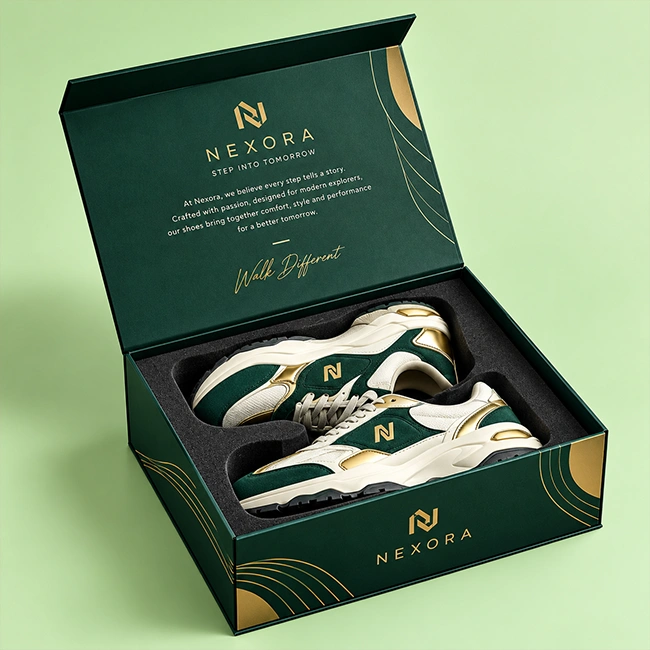 NEXORA
STEP INTO TOMORROW
At Nexora, we believe every step tells a story.
Crafted with passion, designed for modern explorers,
our shoes bring together comfort, style and performance
for a better tomorrow.
Walk Different
N
N
NEXORA